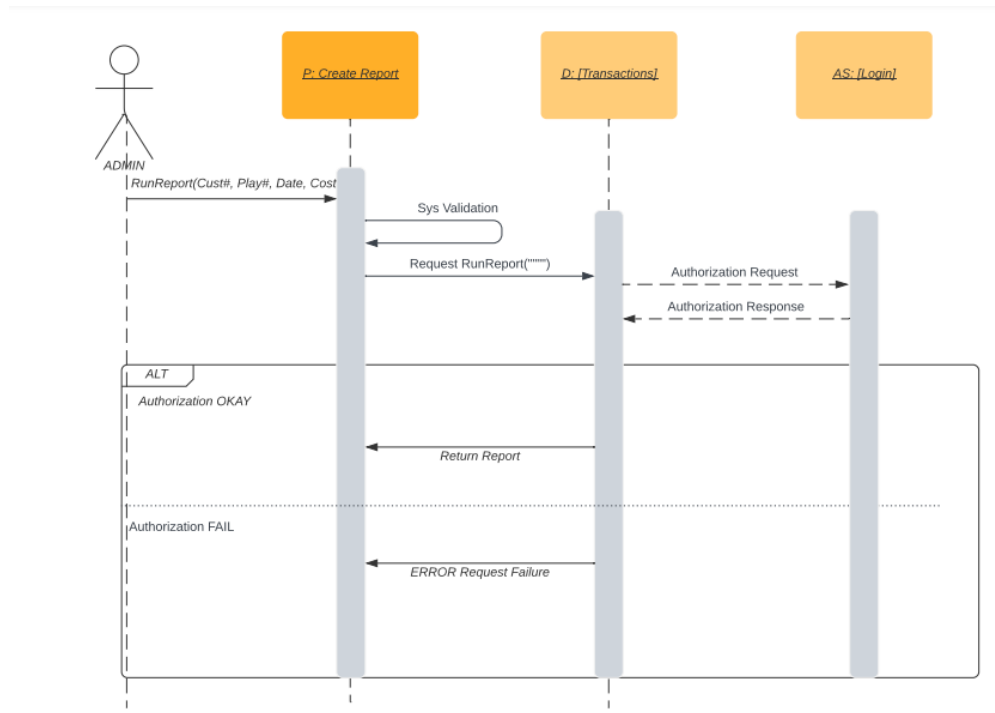 P: Create Report
D: [Transactions]
AS: [Login]
ADMIN
RunReport(Cust#, Play#, Date, Cost
Sys Validation
Request RunReport("""")
Authorization Request
Authorization Response
ALT
Authorization OKAY
Return Report
Authorization FAIL
ERROR Request Failure